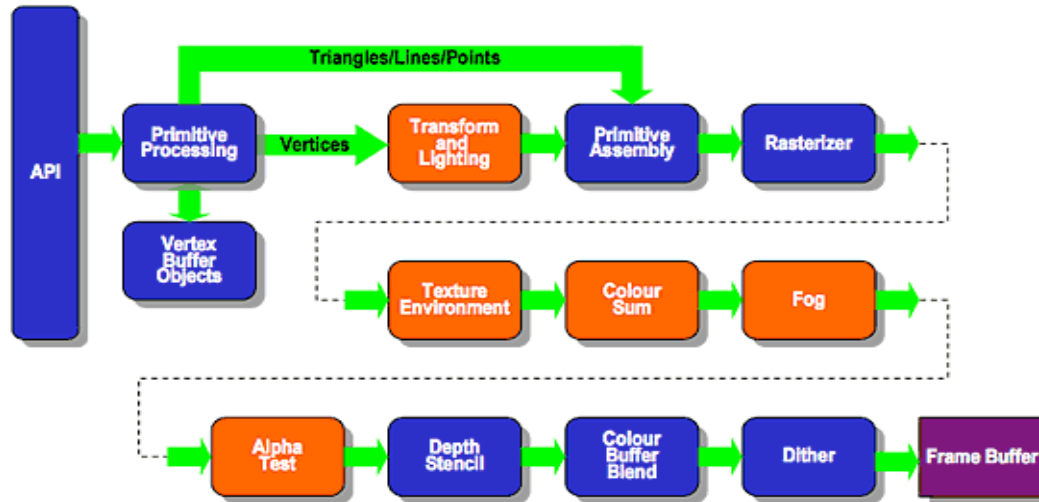 Triangles/Lines/Points
API
Primitive
Processing
Vertices
Transform
and
Lighting
Primitive
Assembly
Rasterizer
Vertex
Buffer
Objects
Texture
Environment
Colour
Sum
Fog
Alpha
Test
Depth
Stencil
Colour
Buffer
Blend
Dither
Frame Buffer